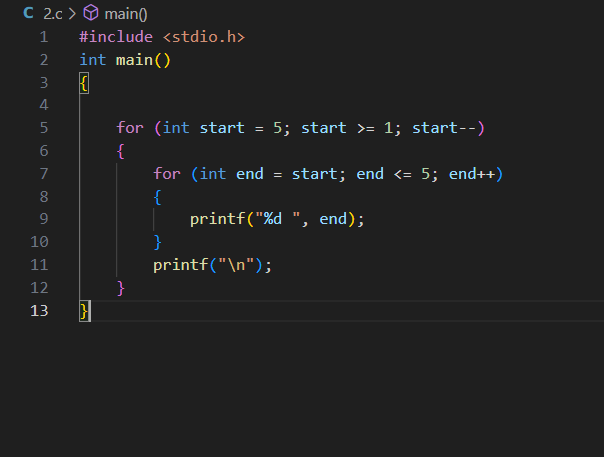 2.c > main()
1 #include <stdio.h>
2 int main()
3 {
4
5     for (int start = 5; start >= 1; start--)
6     {
7         for (int end = start; end <= 5; end++)
8         {
9             printf("%d ", end);
10         }
11         printf("\n");
12     }
13 }